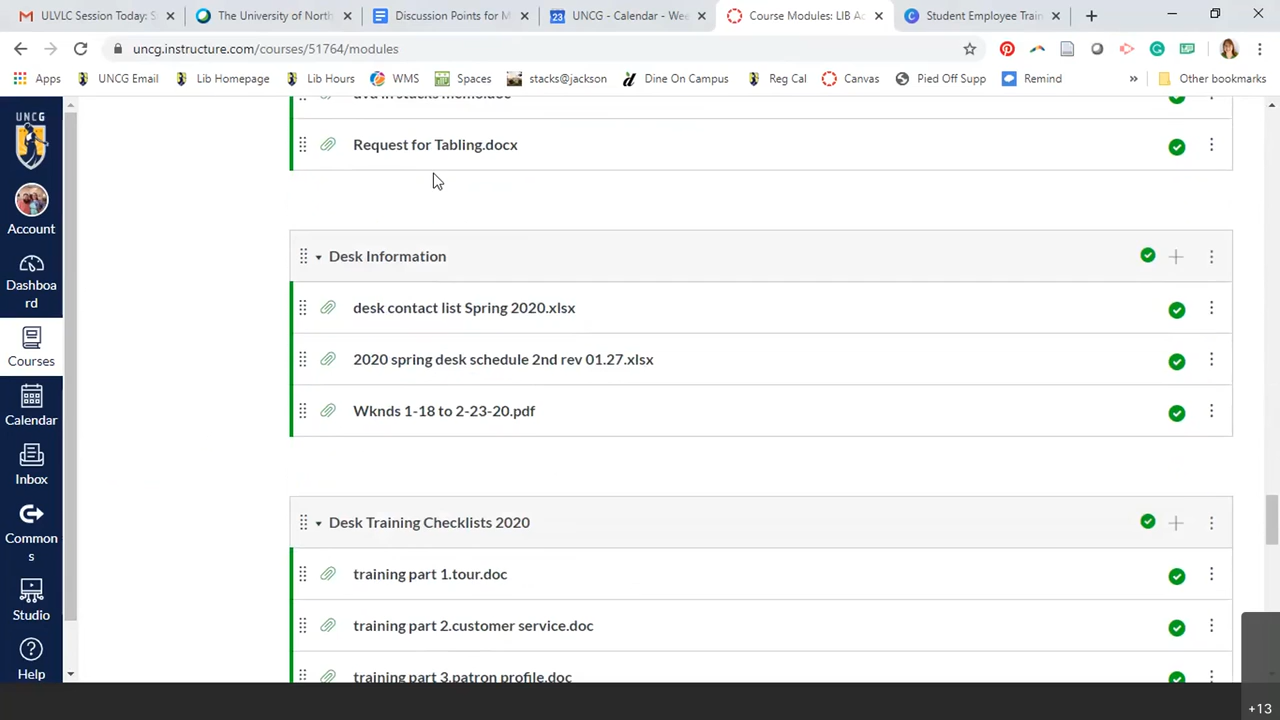 ULVLC Session Today: S
The University of North
Discussion Points for M
UNCG - Calendar - Wee
Course Modules: LIB Ac
Student Employee Train
uncg.instructure.com/courses/51764/modules
Apps
UNCG Email
Lib Homepage
Lib Hours
WMS
Spaces
stacks@jackson
Dine On Campus
Reg Cal
Canvas
Pied Off Supp
Remind
»
Other bookmarks
UNCG
Account
Dashboa
rd
Courses
Calendar
Inbox
Common
s
Studio
Help
Request for Tabling.docx
Desk Information
desk contact list Spring 2020.xlsx
2020 spring desk schedule 2nd rev 01.27.xlsx
Wknds 1-18 to 2-23-20.pdf
Desk Training Checklists 2020
training part 1.tour.doc
training part 2.customer service.doc
training part 3.patron profile.doc
+13